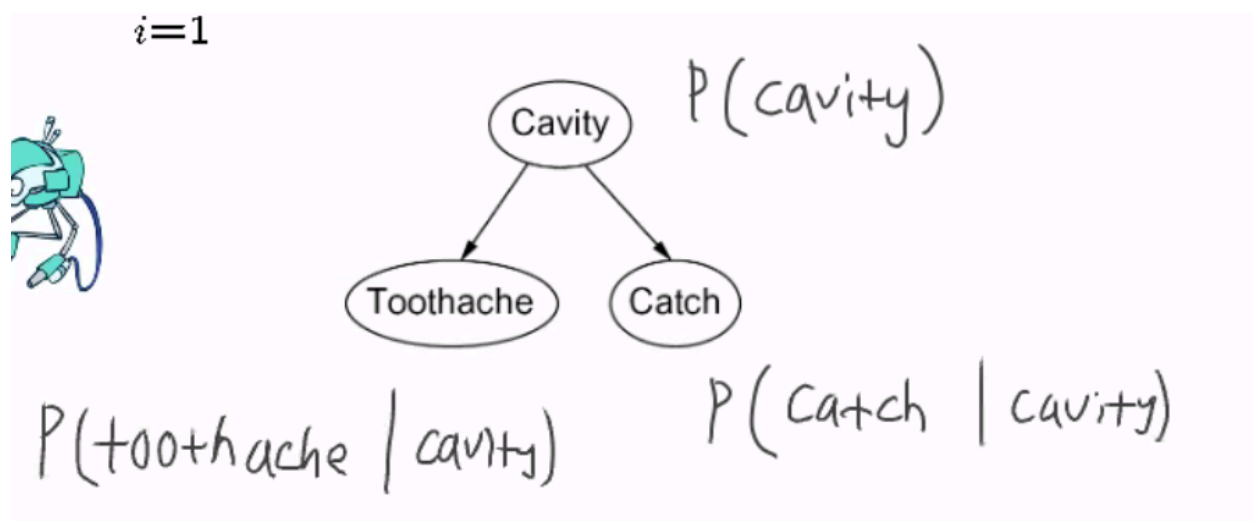 i=1
P(cavity)
Cavity
Toothache
Catch
P(toothache | cavity)
P(catch | cavity)